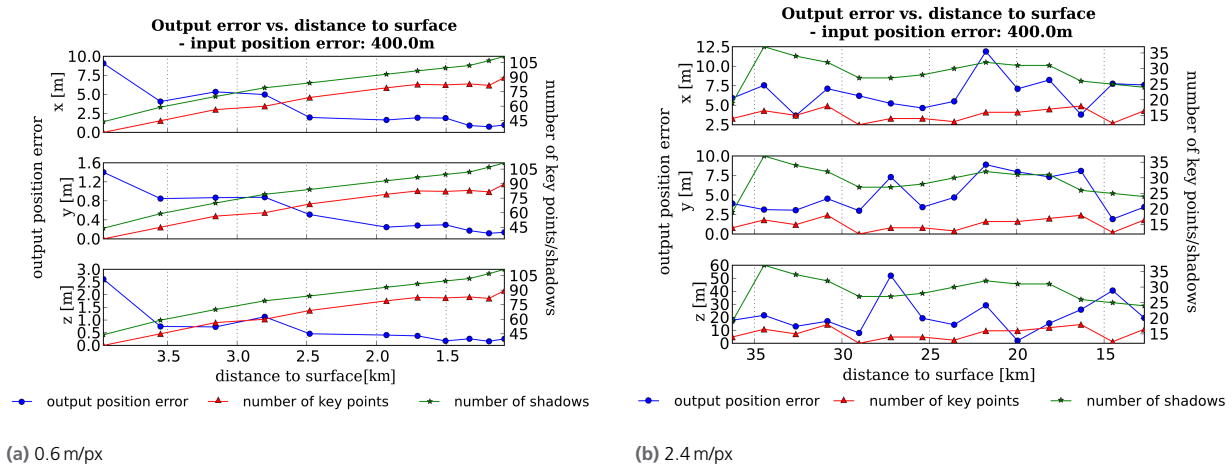 Output error vs. distance to surface
- input position error: 400.0m
10.0
7.5
5.0
2.5
0.0
x [m]
105
90
75
60
45
1.6
1.2
0.8
0.4
0.0
y [m]
105
90
75
60
45
3.0
2.5
2.0
1.5
1.0
0.5
0.0
z [m]
105
90
75
60
45
output position error
number of key points/shadows
3.5 3.0 2.5 2.0 1.5
distance to surface[km]
output position error number of key points number of shadows
(a) 0.6 m/px
Output error vs. distance to surface
- input position error: 400.0m
12.5
10.0
7.5
5.0
2.5
x [m]
35
30
25
20
15
10.0
7.5
5.0
2.5
0.0
y [m]
35
30
25
20
15
60
50
40
30
20
10
0
z [m]
35
30
25
20
15
output position error
number of key points/shadows
35 30 25 20 15
distance to surface [km]
output position error number of key points number of shadows
(b) 2.4 m/px